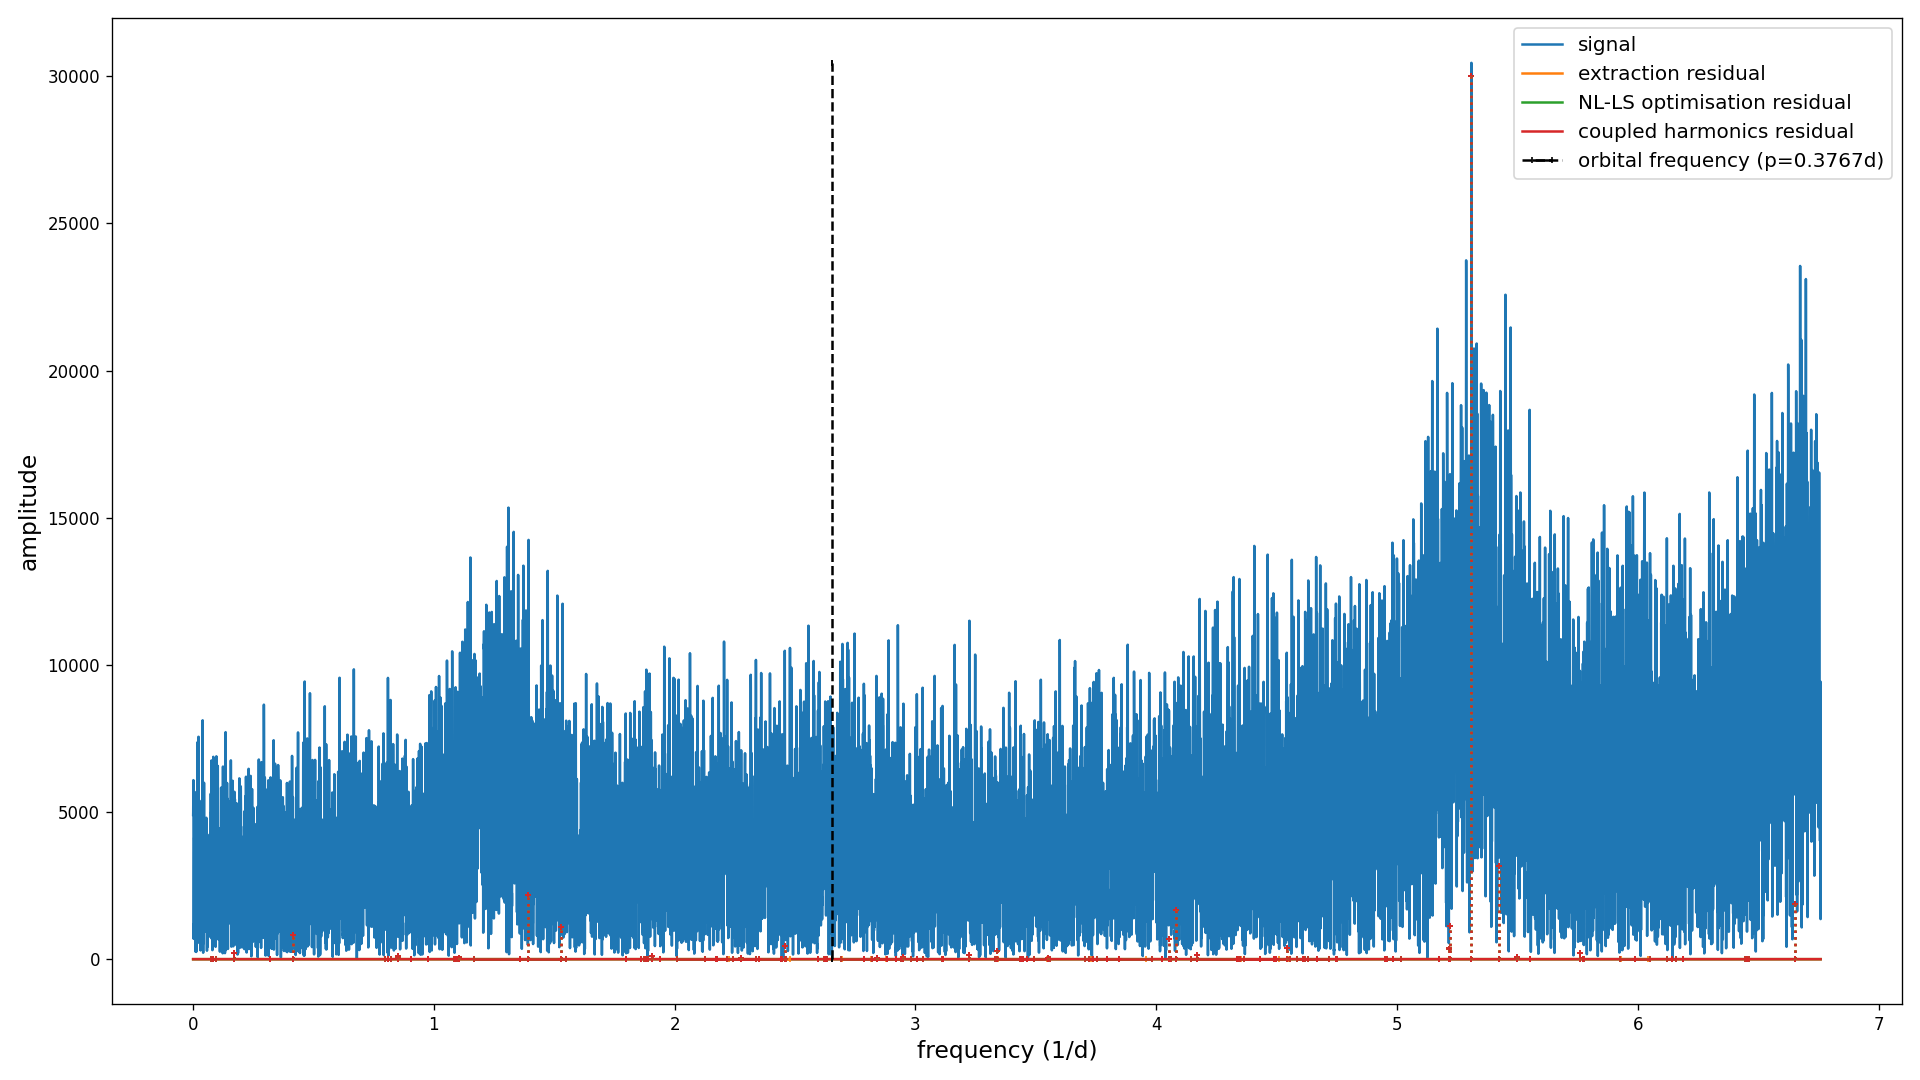 signal
extraction residual
NL-LS optimisation residual
coupled harmonics residual
orbital frequency (p=0.3767d)
30000
25000
20000
15000
10000
5000
0
amplitude
0 1 2 3 4 5 6 7
frequency (1/d)